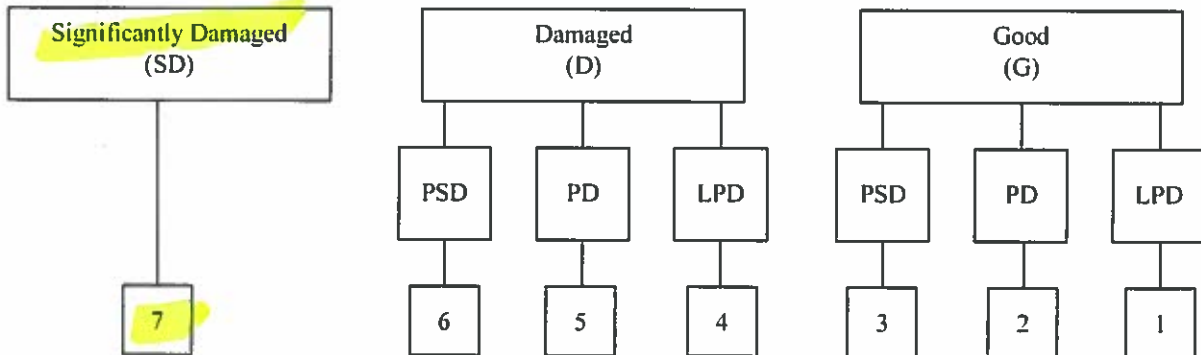 Significantly Damaged
(SD)
Damaged
(D)
Good
(G)
PSD
PD
LPD
PSD
PD
LPD
7
6
5
4
3
2
1